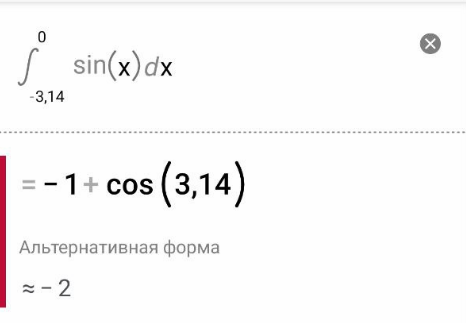 0
∫ sin(x)dx
-3,14
= − 1 + cos(3,14)
Альтернативная форма
≈ − 2